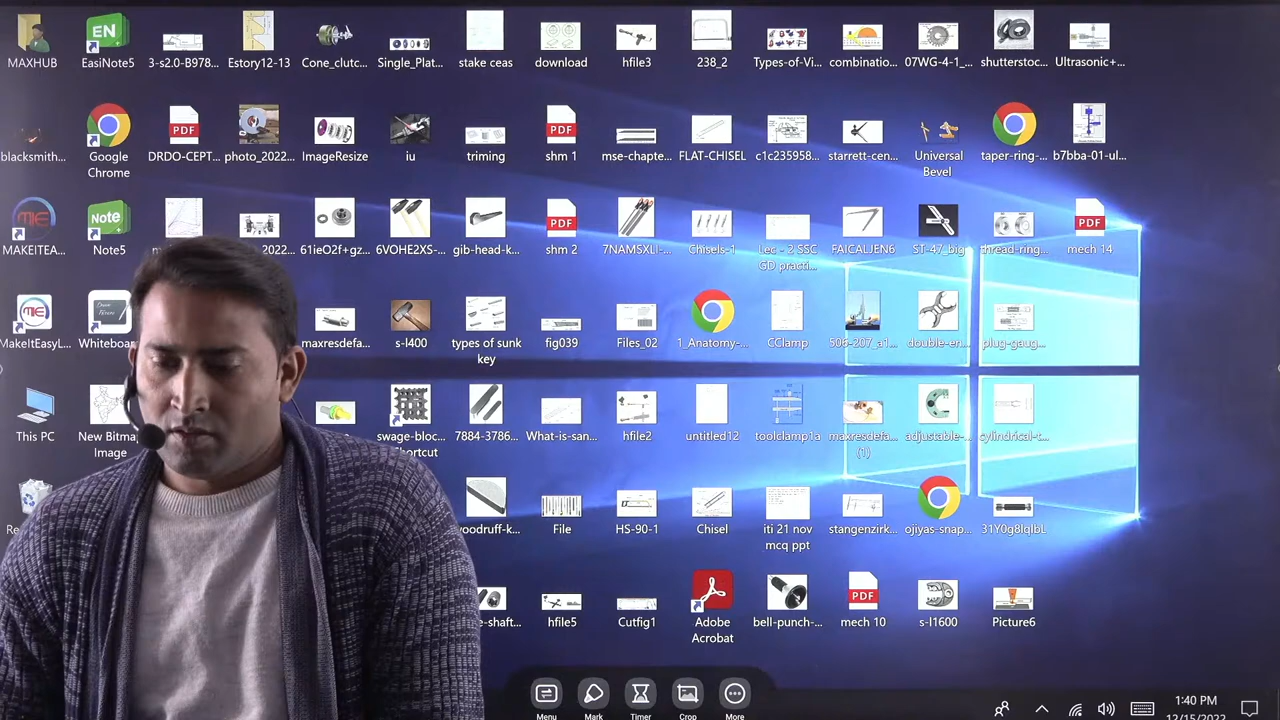 MAXHUB
EN
EasiNote5
3-s2.0-B978...
Estory12-13
Cone_clutc...
Single_Plat...
stake ceas
download
hfile3
238_2
Types-of-Vi...
combinatio...
07WG-4-1_...
shutterstoc...
Ultrasonic+...
blacksmith...
Google
Chrome
PDF
DRDO-CEPT...
photo_2022...
ImageResize
iu
triming
PDF
shm 1
mse-chapte...
FLAT-CHISEL
c1c235958...
starrett-cen...
Universal
Bevel
taper-ring-...
b7bba-01-ul...
MAKEITEA...
Note
Note5
2022...
61ieO2f+gz...
6VOHE2XS-...
gib-head-k...
PDF
shm 2
7NAMSXLI-...
Chisels-1
Lec - 2 SSC
GD practi...
FAICALJEN6
ST-47_big
thread-ring...
PDF
mech 14
MakeItEasyL...
Whiteboa
maxresdefa...
s-l400
types of sunk
key
fig039
Files_02
1_Anatomy-...
CClamp
506-207_a1...
double-en...
plug-gaug...
This PC
New Bitma
Image
swage-bloc...
hortcut
7884-3786...
What-is-san...
hfile2
untitled12
toolclamp1a
maxresdefa...
(1)
adjustable-...
cylindrical-t...
Re
oodruff-k...
File
HS-90-1
Chisel
iti 21 nov
mcq ppt
stangenzirk...
ojiyas-snap...
31Y0g8lqlbL
e-shaft...
hfile5
Cutfig1
Adobe
Acrobat
bell-punch-...
PDF
mech 10
s-l1600
Picture6
Menu
Mark
Timer
Crop
More
1:40 PM